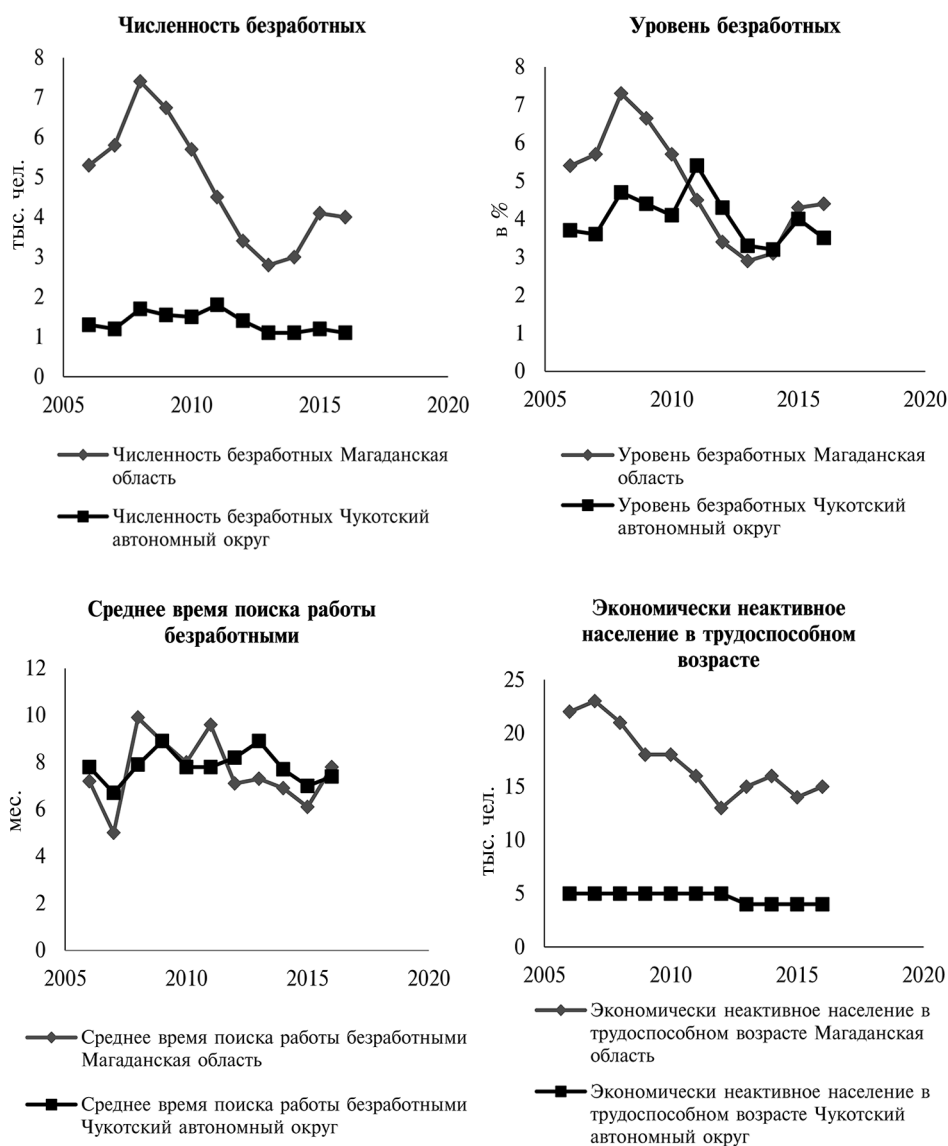 Численность безработных
8
7
6
5
4
3
2
1
0
тыс. чел.
2005 2010 2015 2020
Численность безработных Магаданская
область
Численность безработных Чукотский
автономный округ
Уровень безработных
8
7
6
5
4
3
2
1
0
в %
2005 2010 2015 2020
Уровень безработных Магаданская
область
Уровень безработных Чукотский
автономный округ
Среднее время поиска работы
безработными
12
10
8
6
4
2
0
мес.
2005 2010 2015 2020
Среднее время поиска работы безработными
Магаданская область
Среднее время поиска работы безработными
Чукотский автономный округ
Экономически неактивное
население в трудоспособном
возрасте
25
20
15
10
5
0
тыс. чел.
2005 2010 2015 2020
Экономически неактивное население в
трудоспособном возрасте Магаданская
область
Экономически неактивное население в
трудоспособном возрасте Чукотский
автономный округ